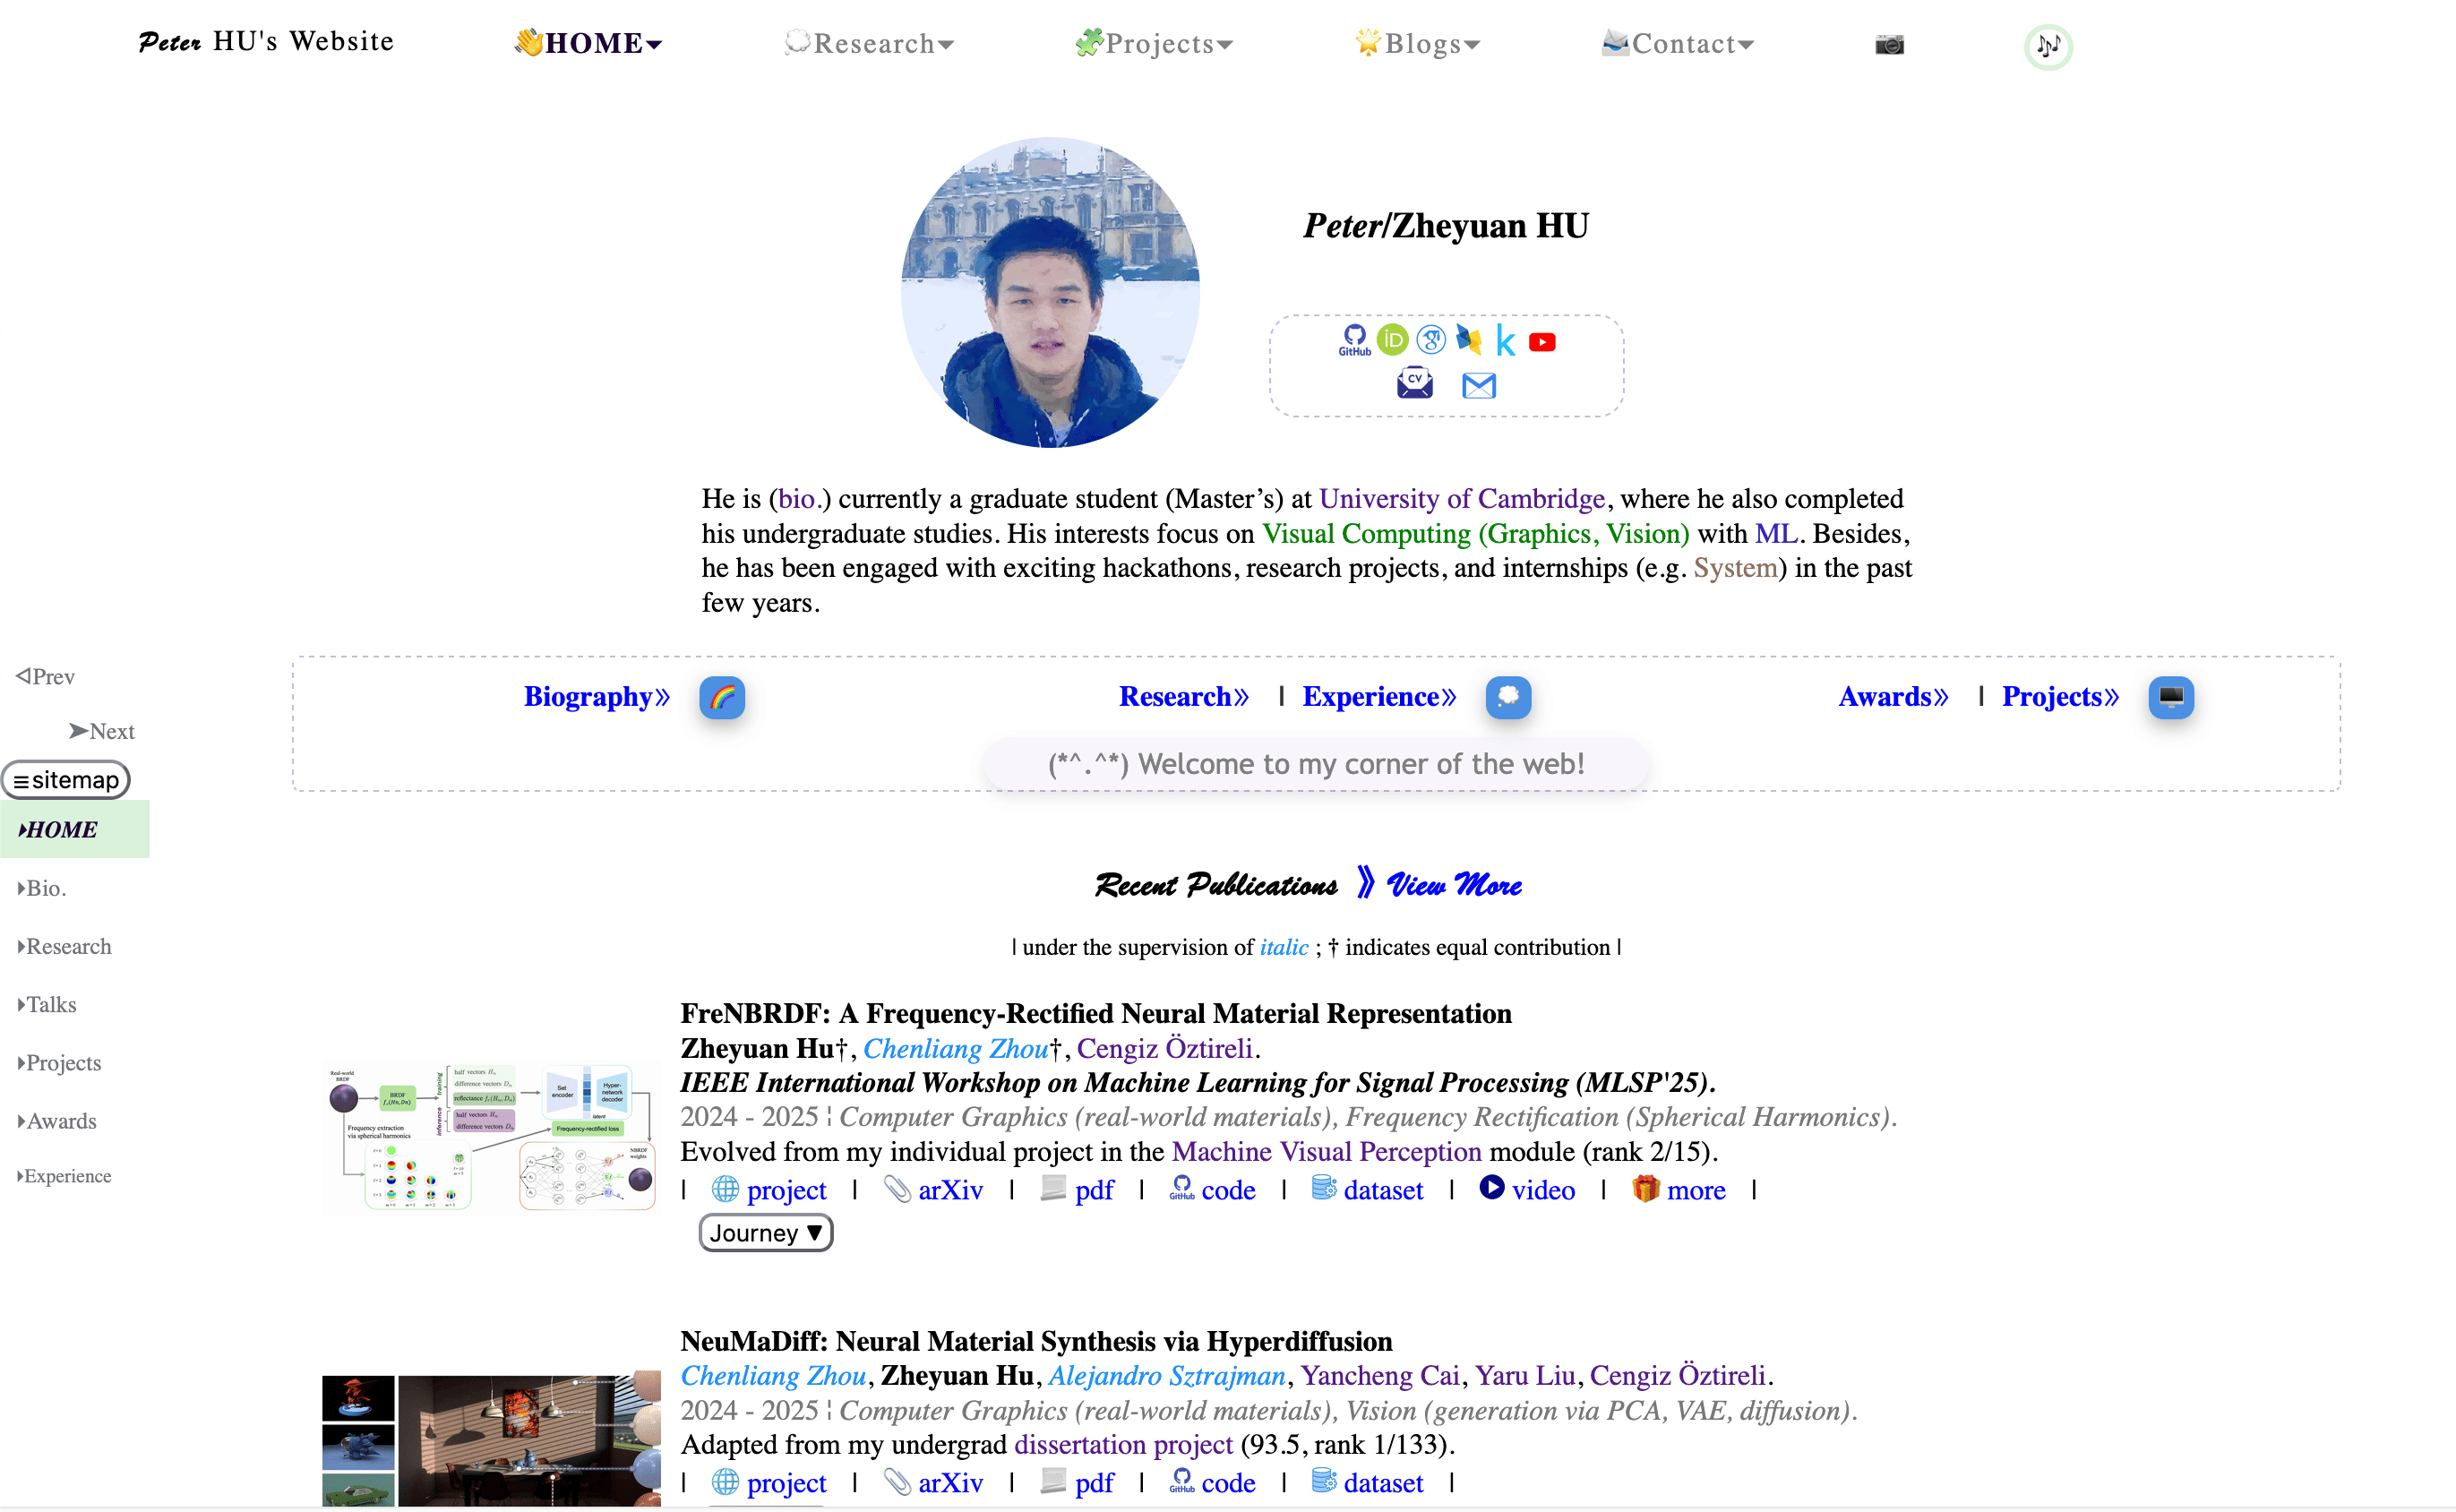 Peter HU's Website
HOME
Research
Projects
Blogs
Contact
Peter/Zheyuan HU
GitHub
iD
k
CV
He is (bio.) currently a graduate student (Master’s) at University of Cambridge, where he also completed
his undergraduate studies. His interests focus on Visual Computing (Graphics, Vision) with ML. Besides,
he has been engaged with exciting hackathons, research projects, and internships (e.g. System) in the past
few years.
Prev
Next
≡sitemap
HOME
Bio.
Research
Talks
Projects
Awards
Experience
Biography»
Research» | Experience»
Awards» | Projects»
(*^.^*) Welcome to my corner of the web!
Recent Publications 》View More
| under the supervision of italic ; † indicates equal contribution |
Real-world
BRDF
BRDF
training
half vectors
difference vectors
reflectance
inference
half vectors
difference vectors
Set
encoder
Hyper-
network
decoder
latent
Frequency extraction
via spherical harmonics
Frequency-rectified loss
NBRDF
weights
FreNBRDF: A Frequency-Rectified Neural Material Representation
Zheyuan Hu†, Chenliang Zhou†, Cengiz Öztireli.
IEEE International Workshop on Machine Learning for Signal Processing (MLSP'25).
2024 - 2025 ¦ Computer Graphics (real-world materials), Frequency Rectification (Spherical Harmonics).
Evolved from my individual project in the Machine Visual Perception module (rank 2/15).
| project | arXiv | pdf | GitHub code | dataset | video | more |
Journey ▼
NeuMaDiff: Neural Material Synthesis via Hyperdiffusion
Chenliang Zhou, Zheyuan Hu, Alejandro Sztrajman, Yancheng Cai, Yaru Liu, Cengiz Öztireli.
2024 - 2025 ¦ Computer Graphics (real-world materials), Vision (generation via PCA, VAE, diffusion).
Adapted from my undergrad dissertation project (93.5, rank 1/133).
| project | arXiv | pdf | GitHub code | dataset |